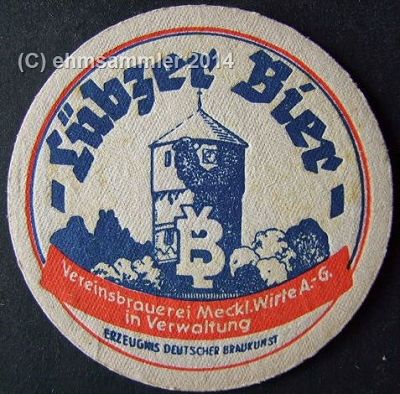 (C) ehmsammler 2014
- Lübzer Bier -
VB
Vereinsbrauerei Meckl. Wirte A.-G.
in Verwaltung
ERZEUGNIS DEUTSCHER BRAUKUNST